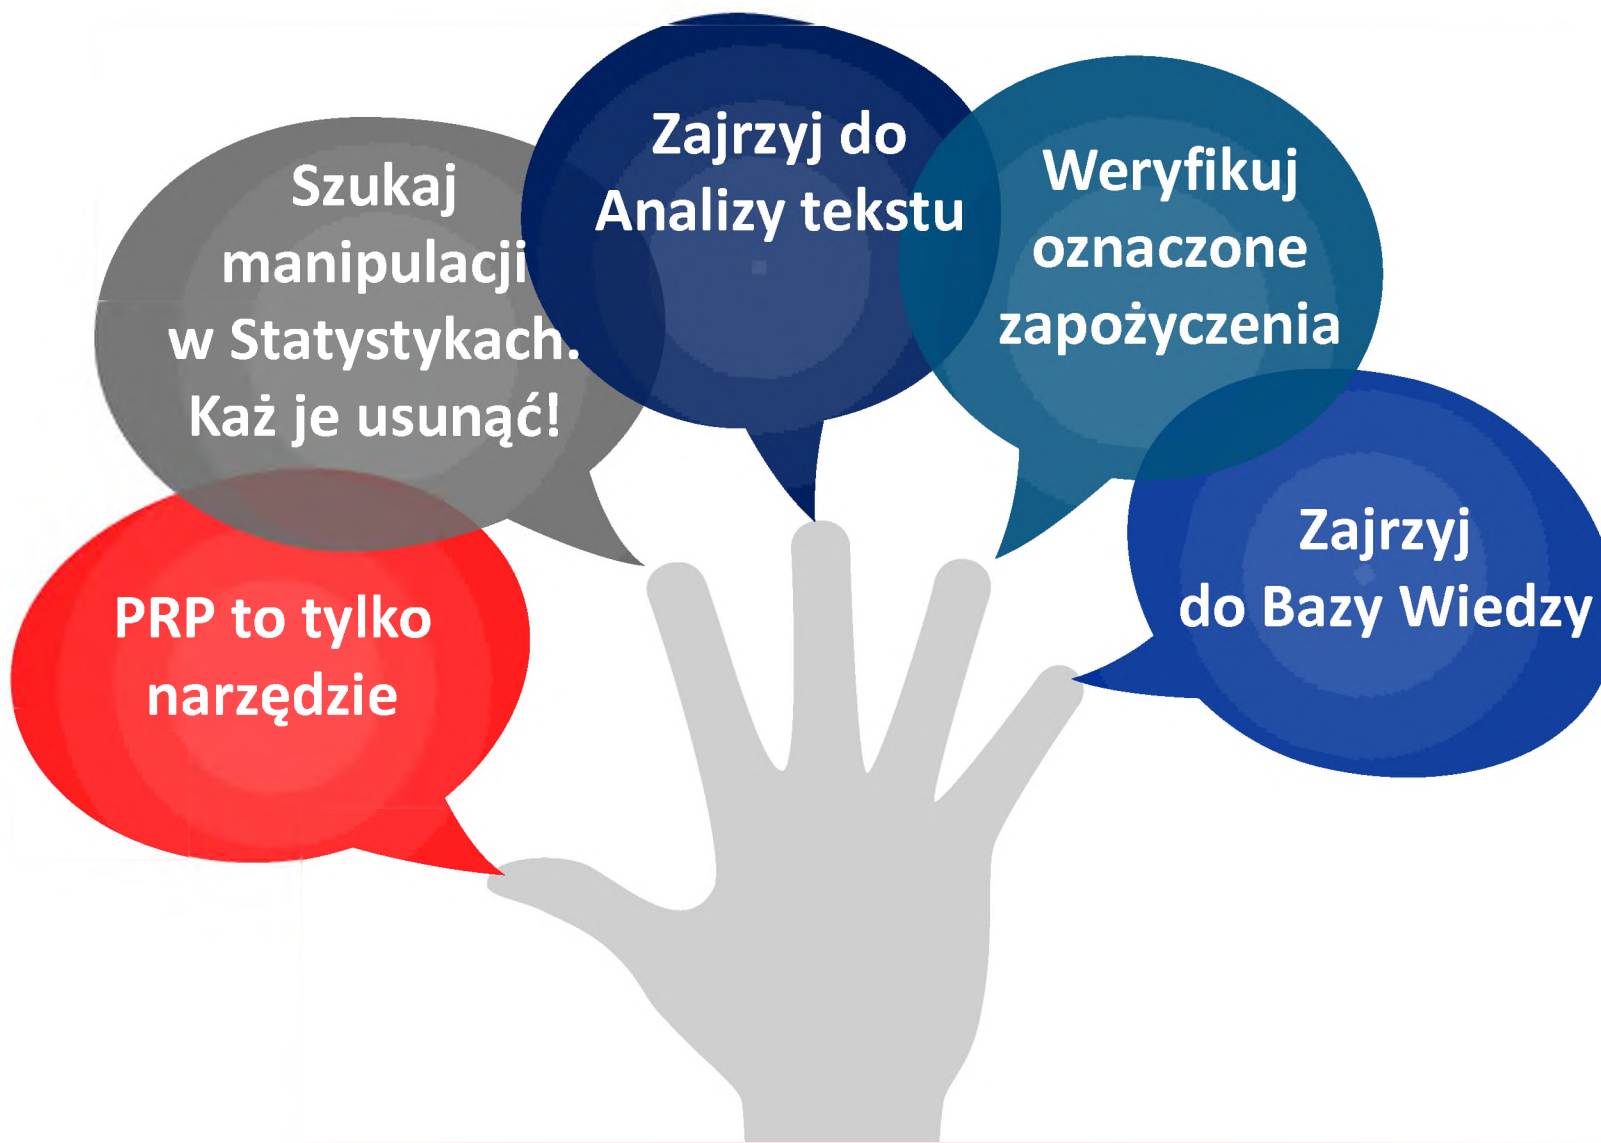 PRP to tylko
narzędzie
Szukaj
manipulacji
w Statystykach.
Każ je usunąć!
Zajrzyj do
Analizy tekstu
Weryfikuj
oznaczone
zapożyczenia
Zajrzyj
do Bazy Wiedzy